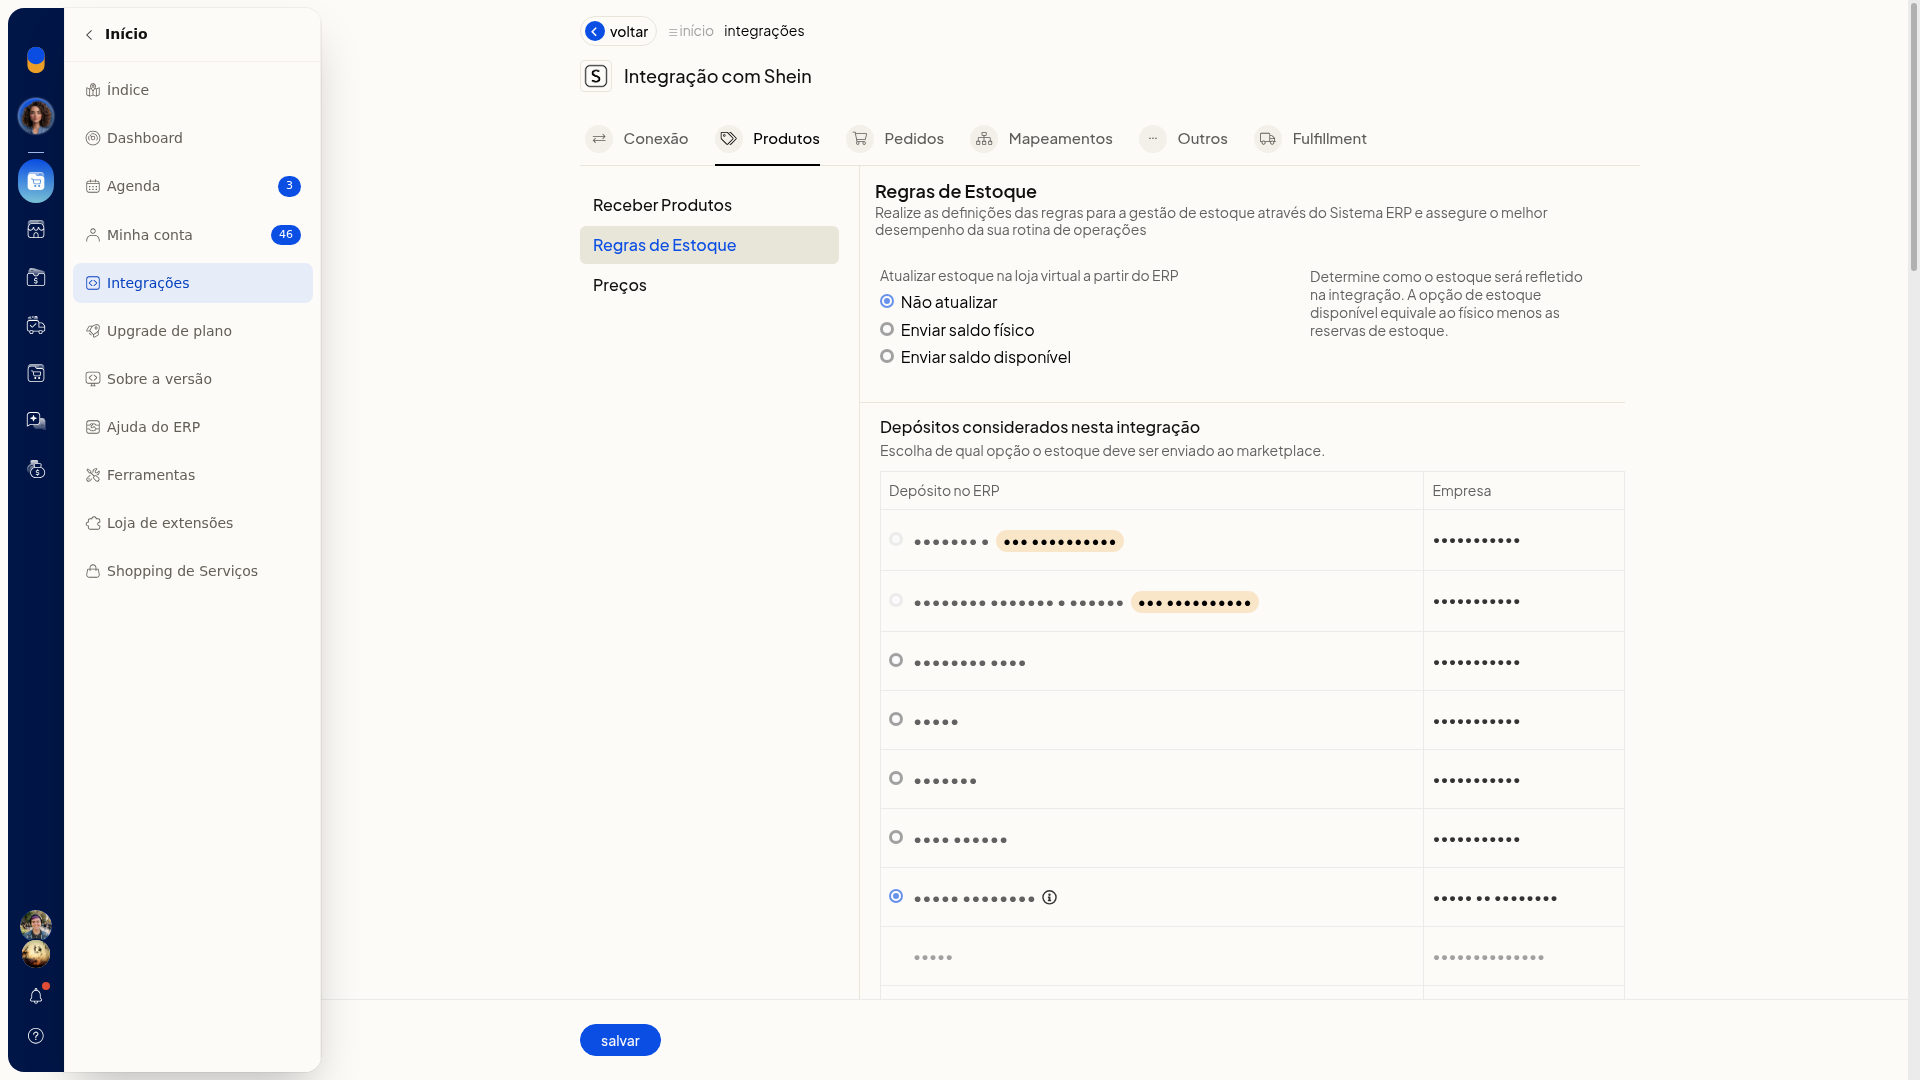 Início
Índice
Dashboard
Agenda 3
Minha conta 46
Integrações
Upgrade de plano
Sobre a versão
Ajuda do ERP
Ferramentas
Loja de extensões
Shopping de Serviços
voltar início integrações
S Integração com Shein
Conexão Produtos Pedidos Mapeamentos Outros Fulfillment
Receber Produtos
Regras de Estoque
Preços
Regras de Estoque
Realize as definições das regras para a gestão de estoque através do Sistema ERP e assegure o melhor
desempenho da sua rotina de operações
Atualizar estoque na loja virtual a partir do ERP
Não atualizar
Enviar saldo físico
Enviar saldo disponível
Determine como o estoque será refletido
na integração. A opção de estoque
disponível equivale ao físico menos as
reservas de estoque.
Depósitos considerados nesta integração
Escolha de qual opção o estoque deve ser enviado ao marketplace.
Depósito no ERP Empresa
salvar